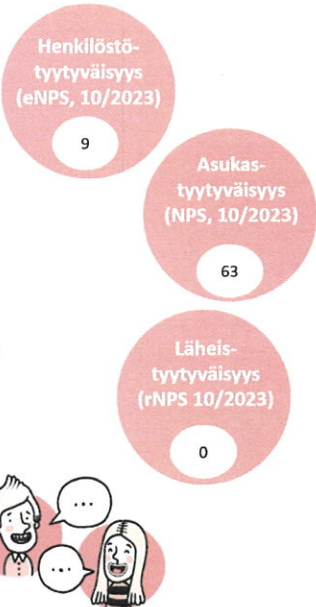 Henkilöstö-
tyytyväisyys
(eNPS, 10/2023)
9
Asukas-
tyytyväisyys
(NPS, 10/2023)
63
Läheis-
tyytyväisyys
(rNPS 10/2023)
0
...
...